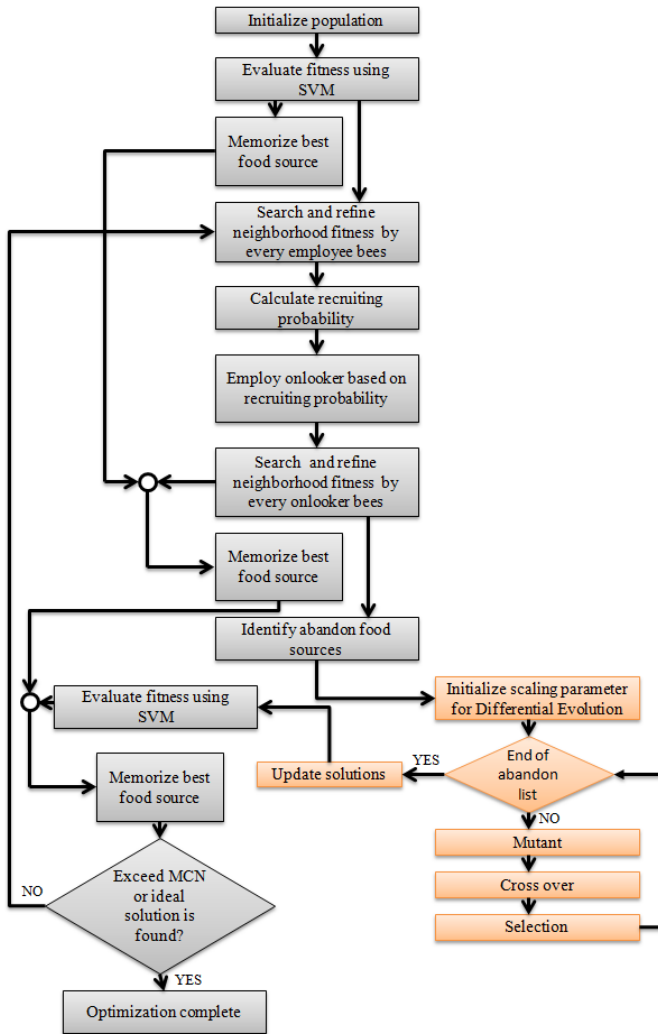 Initialize population
Evaluate fitness using
SVM
Memorize best
food source
Search and refine
neighborhood fitness by
every employee bees
Calculate recruiting
probability
Employ onlooker based on
recruiting probability
Search and refine
neighborhood fitness by
every onlooker bees
Memorize best
food source
Identify abandon food
sources
Initialize scaling parameter
for Differential Evolution
Evaluate fitness using
SVM
Update solutions
YES
End of
abandon
list
NO
Mutant
Cross over
Selection
Memorize best
food source
NO
Exceed MCN
or ideal
solution is
found?
YES
Optimization complete